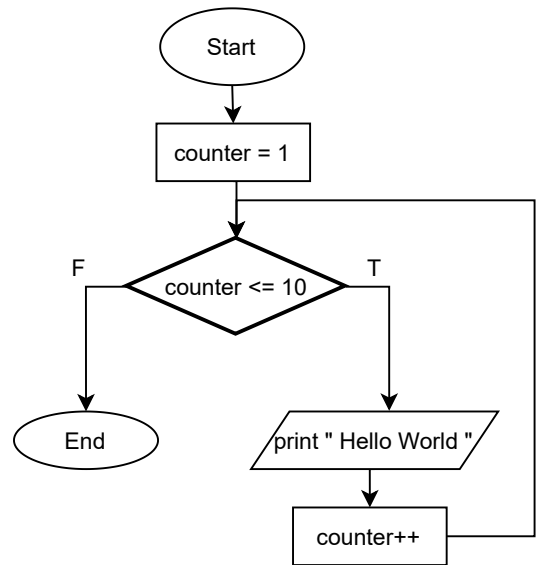 Start
counter = 1
F
T
counter <= 10
End
print " Hello World "
counter++